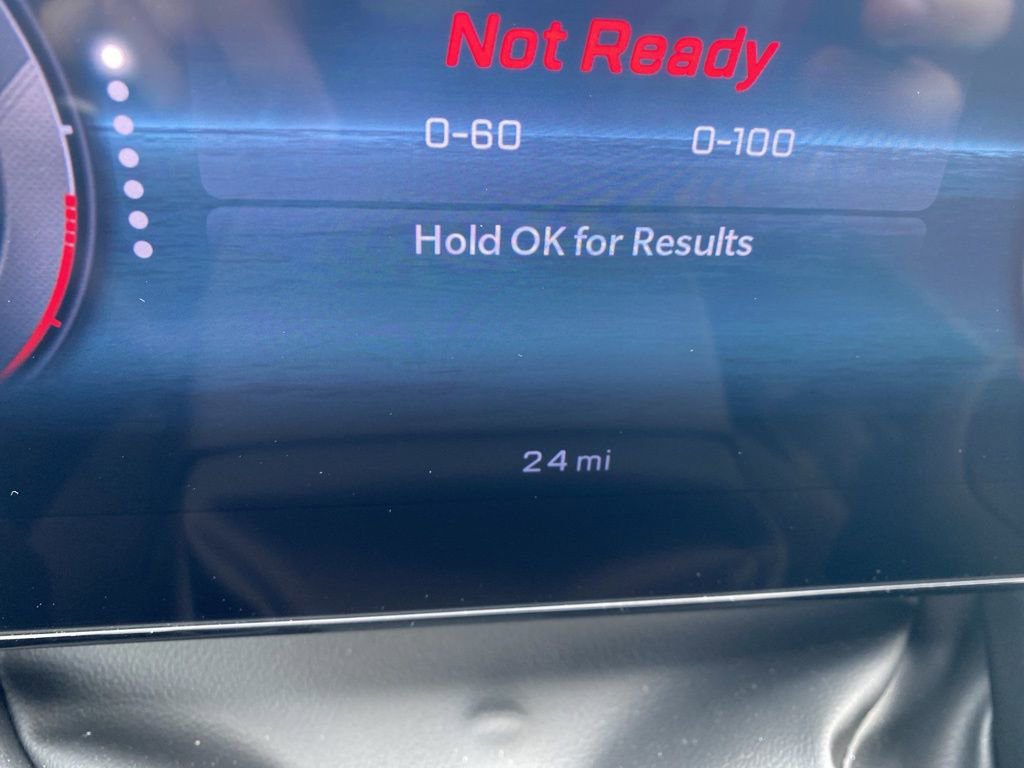 Not Ready
0-60 0-100
Hold OK for Results
24 mi